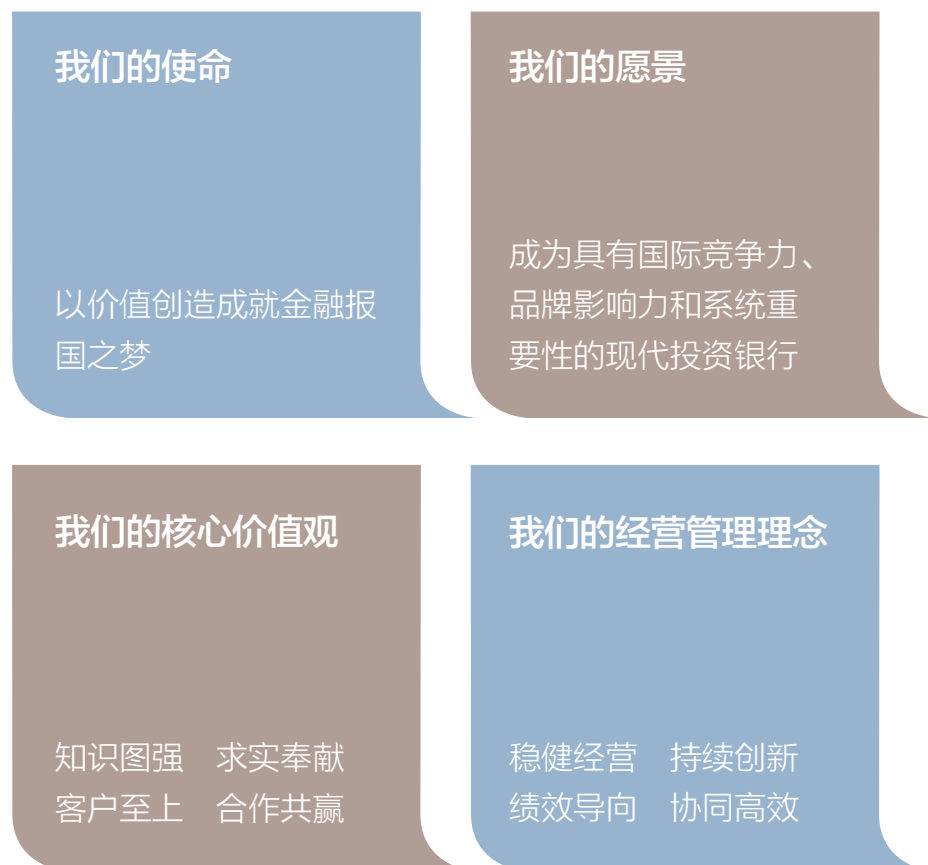 我们的使命
以价值创造成就金融报
国之梦
我们的愿景
成为具有国际竞争力、
品牌影响力和系统重
要性的现代投资银行
我们的核心价值观
知识图强　求实奉献
客户至上　合作共赢
我们的经营管理理念
稳健经营　持续创新
绩效导向　协同高效